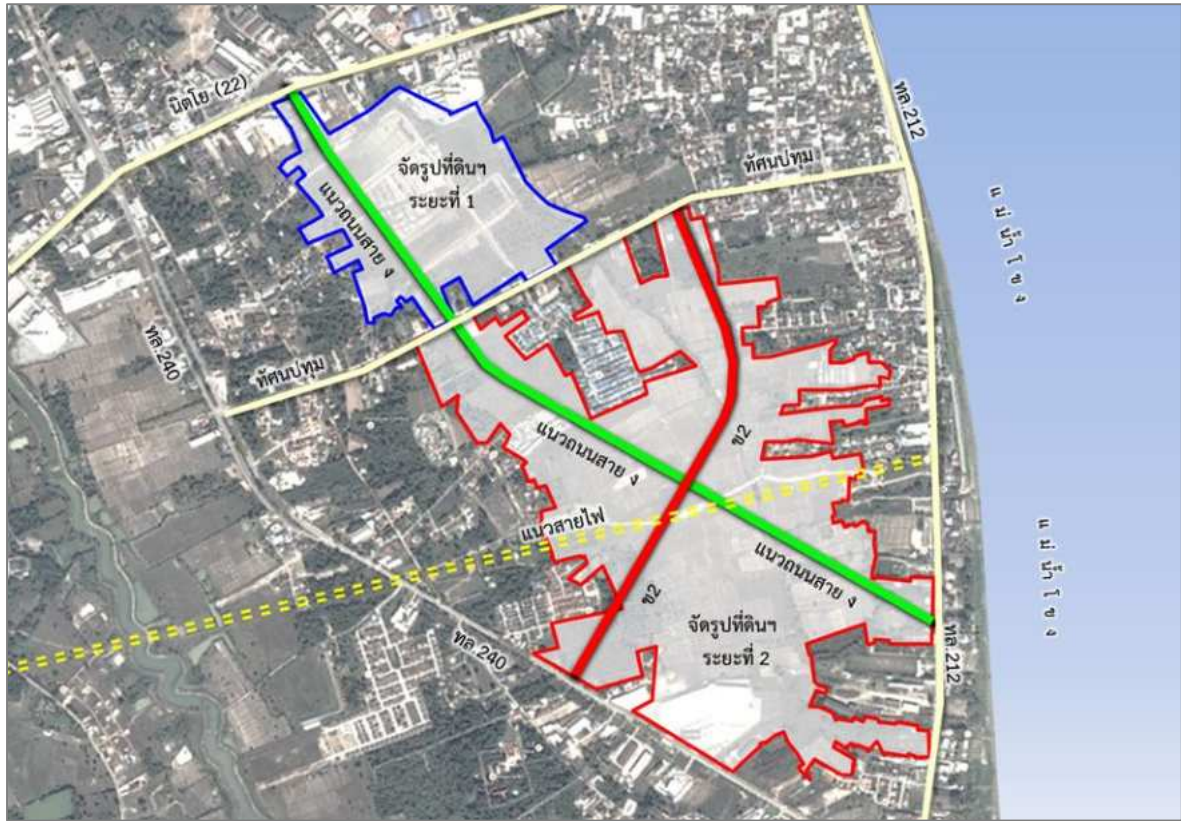 นิตโย (22)
ทล.212
จัดรูปที่ดินฯ
ระยะที่ 1
ทัศนปทุม
แนวถนนสาย ง
แม่น้ำโขง
ทล.240
ทัศนปทุม
ข2
แนวถนนสาย ง
แนวสายไฟ
แม่น้ำโขง
แนวถนนสาย ง
ข2
จัดรูปที่ดินฯ
ระยะที่ 2
ทล.240
ทล.212